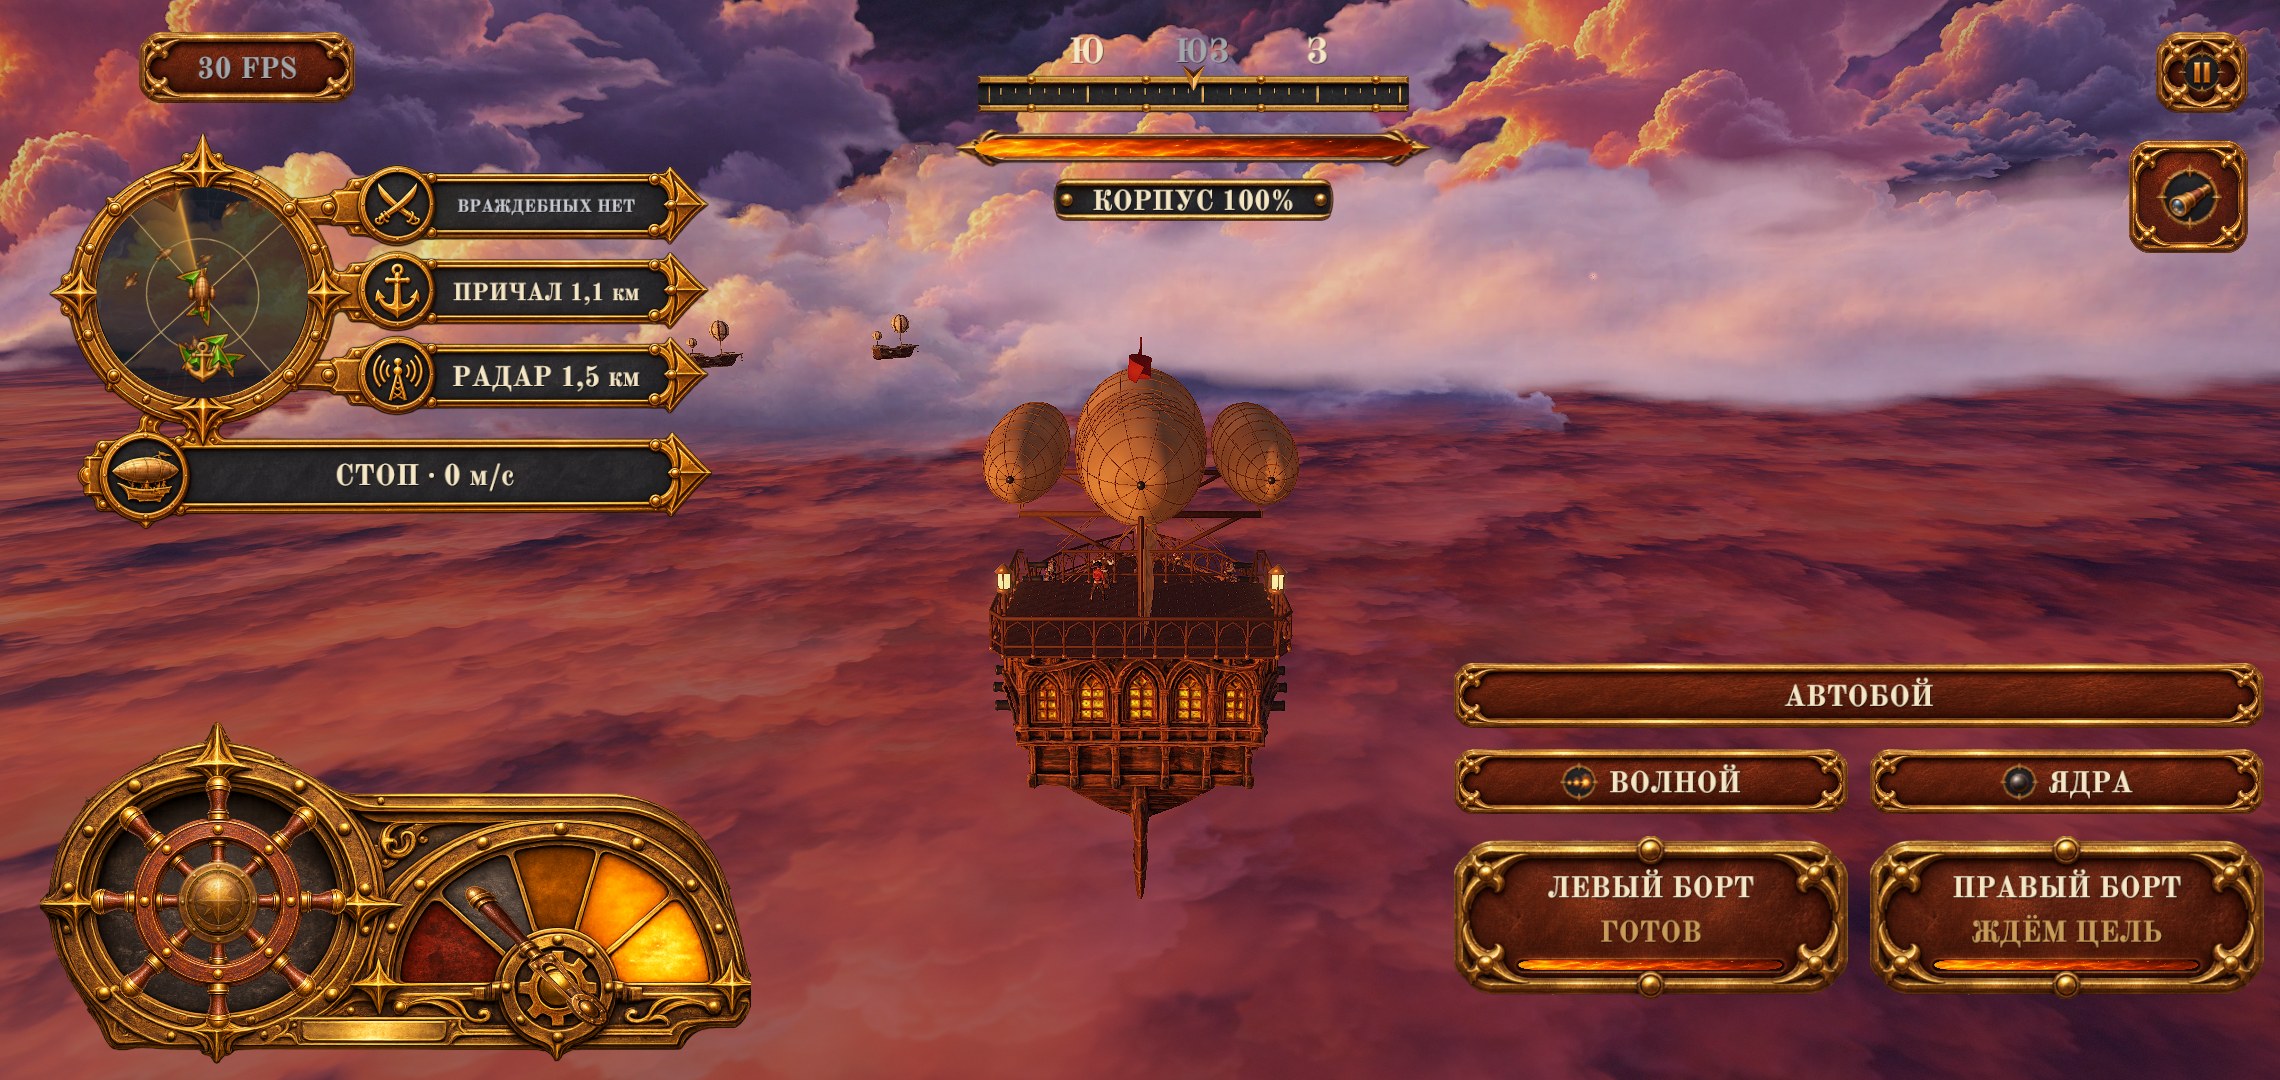 30 FPS
Ю ЮЗ З
КОРПУС 100%
ВРАЖДЕБНЫХ НЕТ
ПРИЧАЛ 1,1 км
РАДАР 1,5 км
СТОП · 0 м/с
АВТОБОЙ
ВОЛНОЙ
ЯДРА
ЛЕВЫЙ БОРТ
ГОТОВ
ПРАВЫЙ БОРТ
ЖДЁМ ЦЕЛЬ